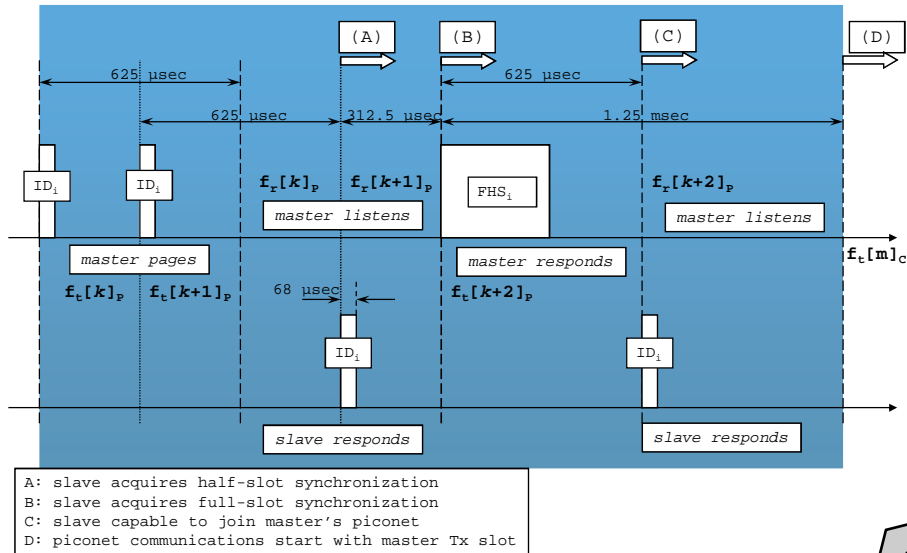 (A) (B) (C) (D)
625 μsec 625 μsec
625 μsec 312.5 μsec 1.25 msec
IDi IDi fr[k]P fr[k+1]P FHSi fr[k+2]P
master listens master listens
master pages master responds ft[m]C
ft[k]P ft[k+1]P 68 μsec ft[k+2]P
IDi IDi
slave responds slave responds
A: slave acquires half-slot synchronization
B: slave acquires full-slot synchronization
C: slave capable to join master's piconet
D: piconet communications start with master Tx slot